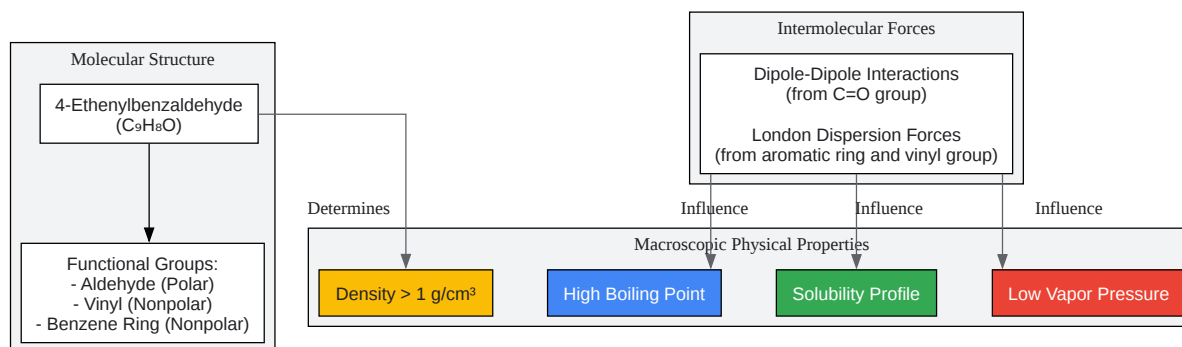 Molecular Structure
4-Ethenylbenzaldehyde
(C₉H₈O)
Functional Groups:
- Aldehyde (Polar)
- Vinyl (Nonpolar)
- Benzene Ring (Nonpolar)
Intermolecular Forces
Dipole-Dipole Interactions
(from C=O group)
London Dispersion Forces
(from aromatic ring and vinyl group)
Determines
Influence
Influence
Influence
Macroscopic Physical Properties
Density > 1 g/cm³
High Boiling Point
Solubility Profile
Low Vapor Pressure